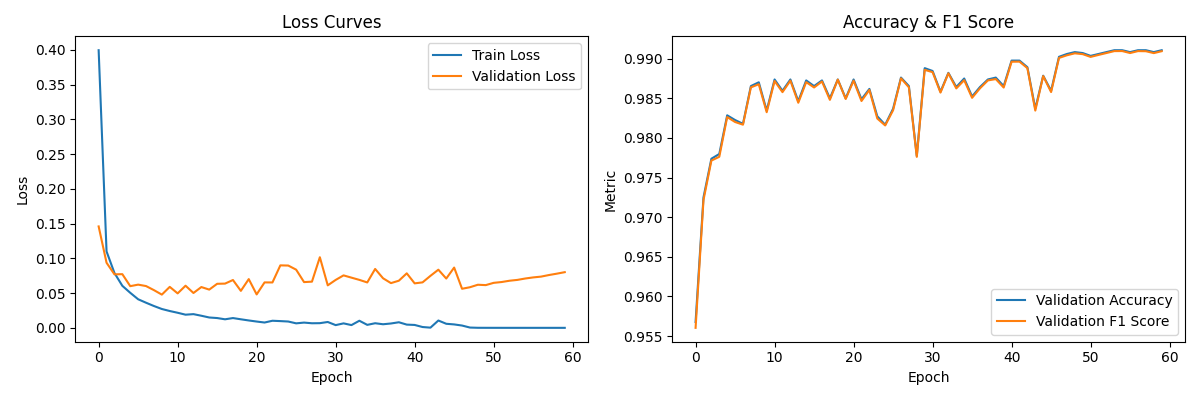 Loss Curves
Train Loss
Validation Loss
0.40
0.35
0.30
0.25
0.20
0.15
0.10
0.05
0.00
Loss
0 10 20 30 40 50 60
Epoch
Accuracy & F1 Score
0.990
0.985
0.980
0.975
0.970
0.965
0.960
0.955
Metric
Validation Accuracy
Validation F1 Score
0 10 20 30 40 50 60
Epoch